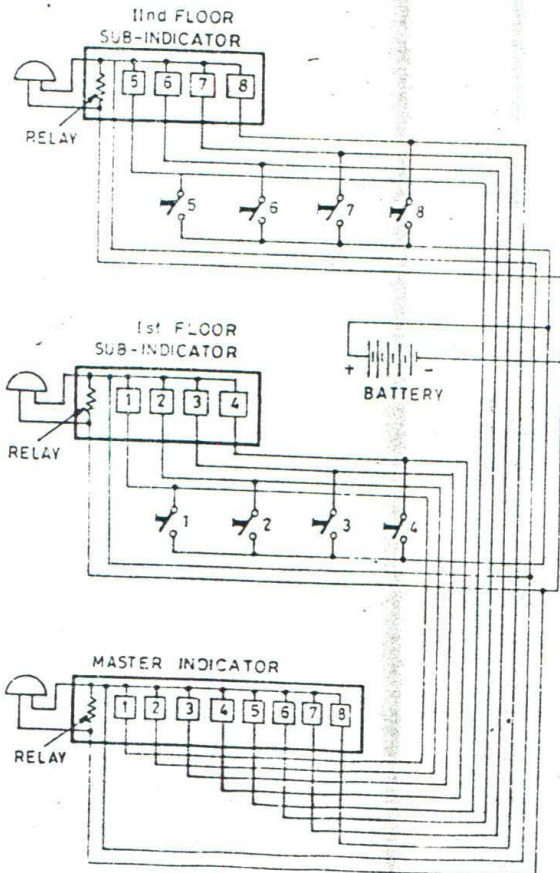 IInd FLOOR
SUB-INDICATOR
5 6 7 8
RELAY
5 6 7 8
Ist FLOOR
SUB-INDICATOR
+ -
BATTERY
1 2 3 4
RELAY
1 2 3 4
MASTER INDICATOR
1 2 3 4 5 6 7 8
RELAY